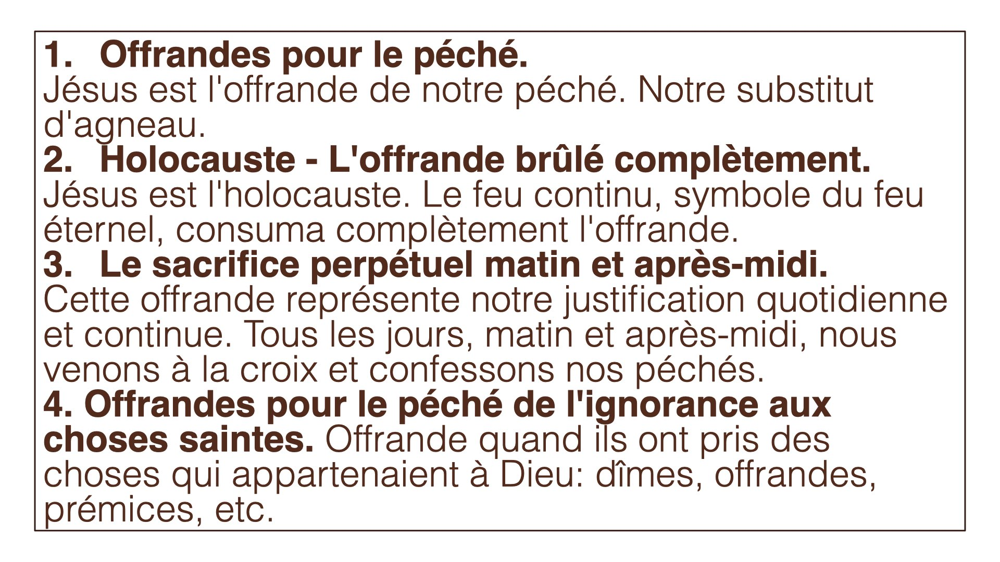 1. Offrandes pour le péché.
Jésus est l'offrande de notre péché. Notre substitut
d'agneau.
2. Holocauste - L'offrande brûlé complètement.
Jésus est l'holocauste. Le feu continu, symbole du feu
éternel, consuma complètement l'offrande.
3. Le sacrifice perpétuel matin et après-midi.
Cette offrande représente notre justification quotidienne
et continue. Tous les jours, matin et après-midi, nous
venons à la croix et confessons nos péchés.
4. Offrandes pour le péché de l'ignorance aux
choses saintes. Offrande quand ils ont pris des
choses qui appartenaient à Dieu: dîmes, offrandes,
prémices, etc.